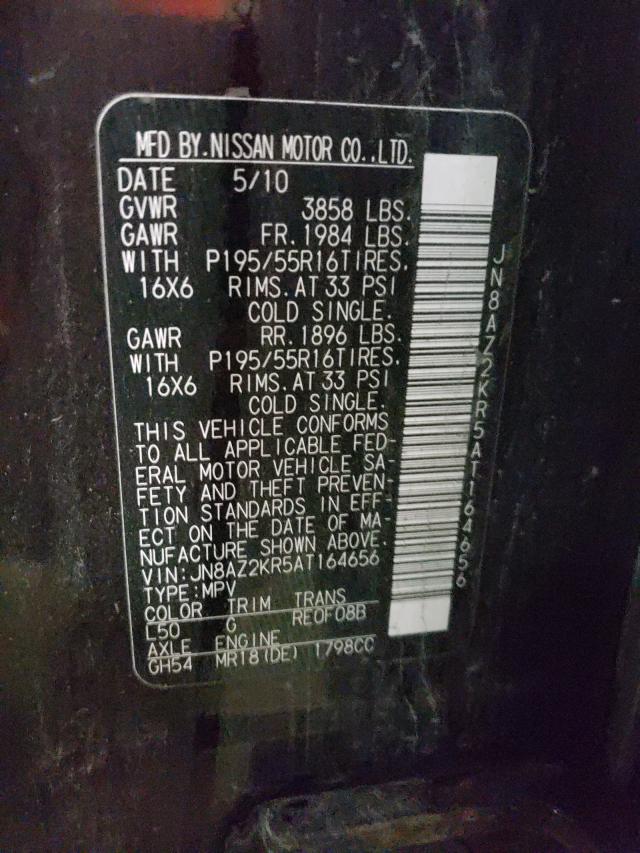 MFD BY.NISSAN MOTOR CO.,LTD.
DATE 5/10
GVWR 3858 LBS.
GAWR FR.1984 LBS.
WITH P195/55R16TIRES.
16X6 RIMS.AT 33 PSI
COLD SINGLE.
GAWR RR.1896 LBS.
WITH P195/55R16TIRES.
16X6 RIMS.AT 33 PSI
COLD SINGLE.
THIS VEHICLE CONFORMS
TO ALL APPLICABLE FED-
ERAL MOTOR VEHICLE SA-
FETY AND THEFT PREVEN-
TION STANDARDS IN EFF-
ECT ON THE DATE OF MA-
NUFACTURE SHOWN ABOVE.
VIN:JN8AZ2KR5AT164656
TYPE:MPV
COLOR TRIM TRANS
L50 G RE0F08B
AXLE ENGINE
GH54 MR18(DE) 1798CC
JN8AZ2KR5AT164656